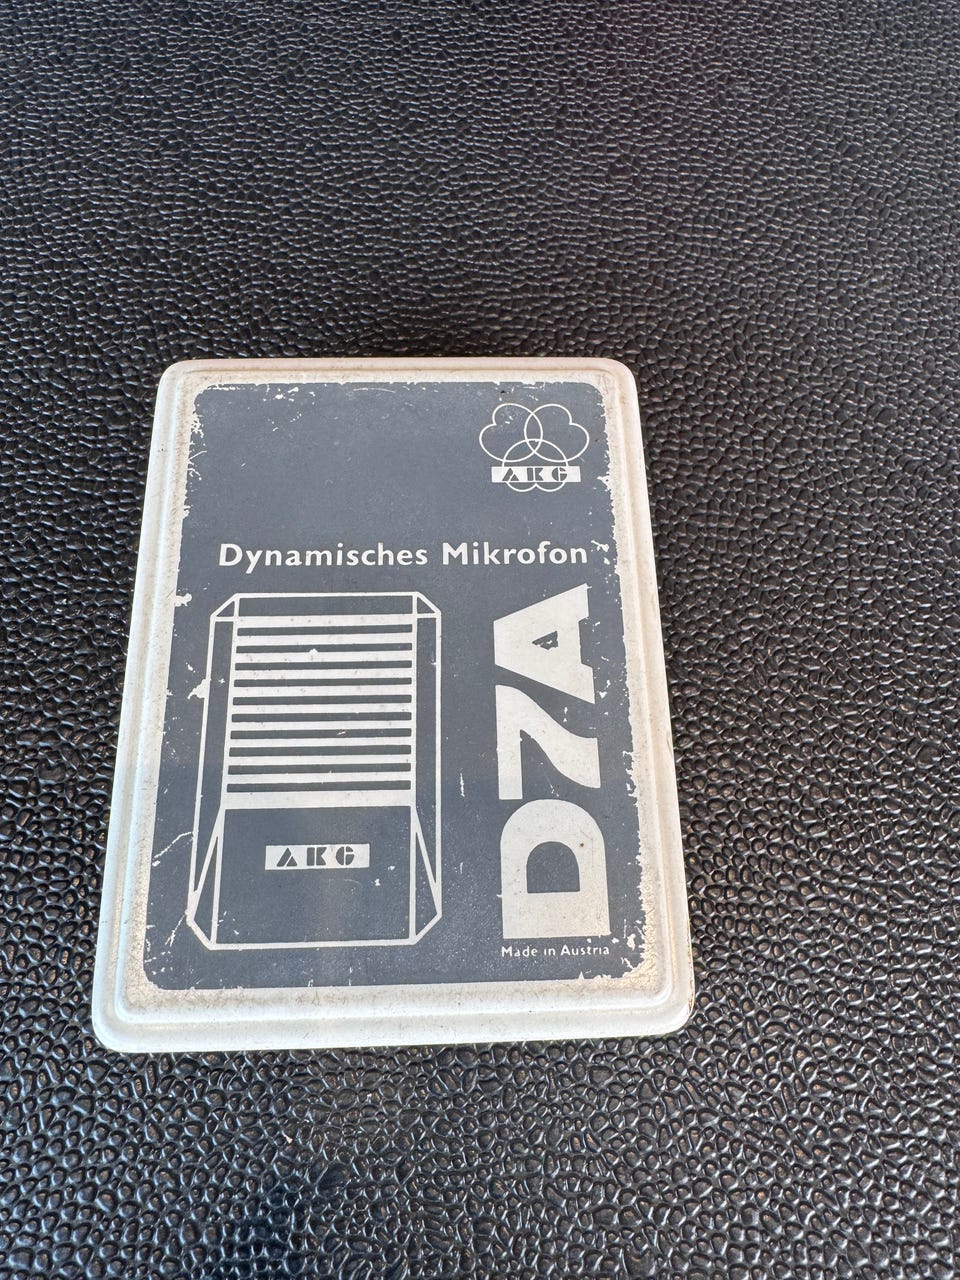 AKG
Dynamisches Mikrofon
D7A
AKG
Made in Austria